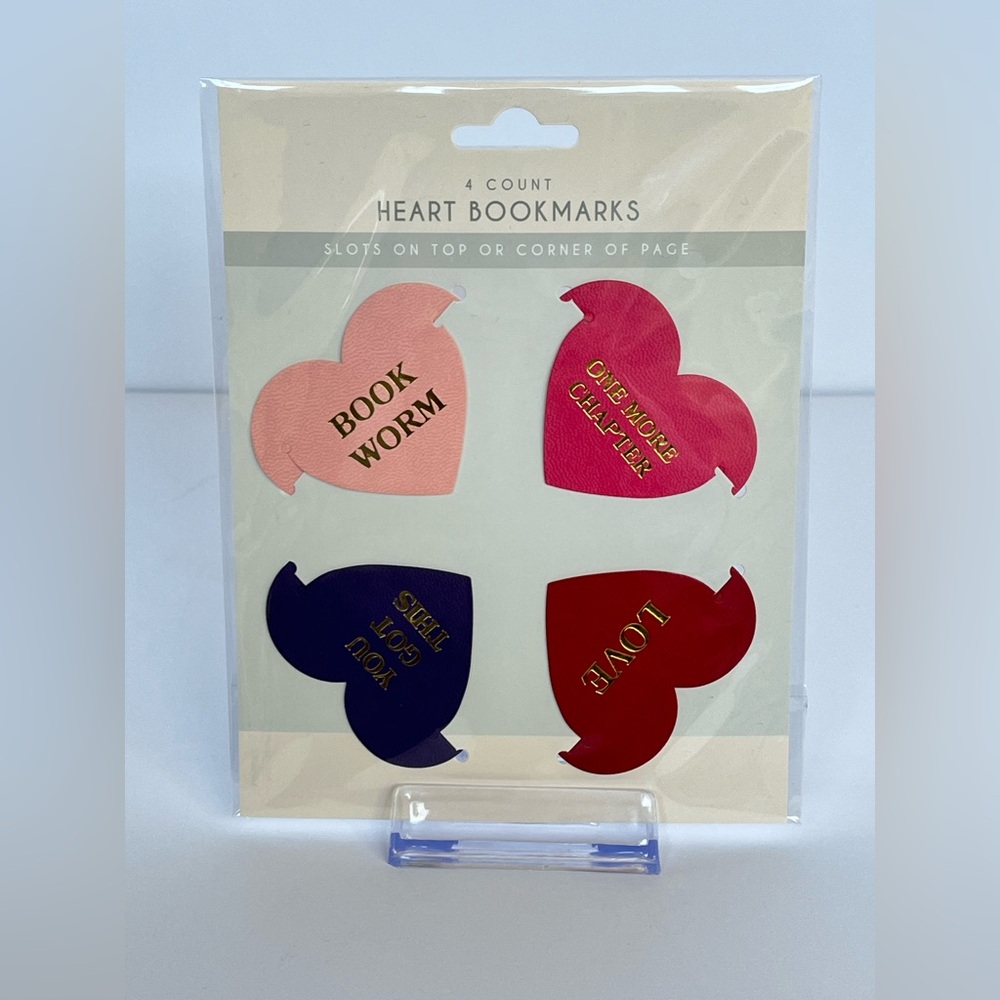 4 COUNT
HEART BOOKMARKS
SLOTS ON TOP OR CORNER OF PAGE
BOOK
WORM
ONE MORE
CHAPTER
YOU
GOT
THIS
LOVE